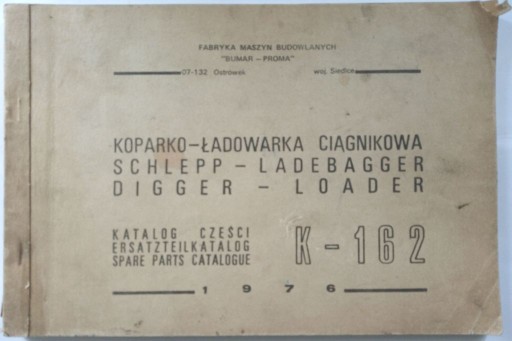 FABRYKA MASZYN BUDOWLANYCH
"BUMAR – PROMA"
07-132 Ostrówek woj. Siedlce
KOPARKO–ŁADOWARKA CIĄGNIKOWA
SCHLEPP – LADEBAGGER
DIGGER – LOADER
KATALOG CZEŚCI
ERSATZTEILKATALOG
SPARE PARTS CATALOGUE
K–162
1976